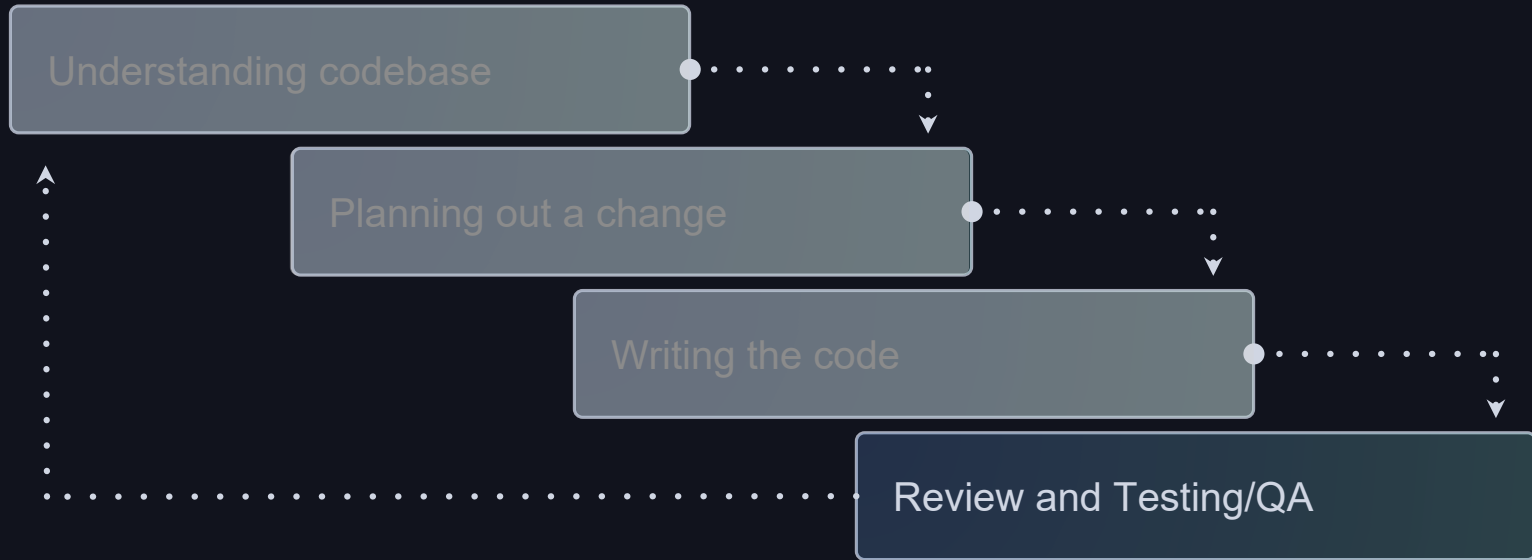 Understanding codebase
Planning out a change
Writing the code
Review and Testing/QA